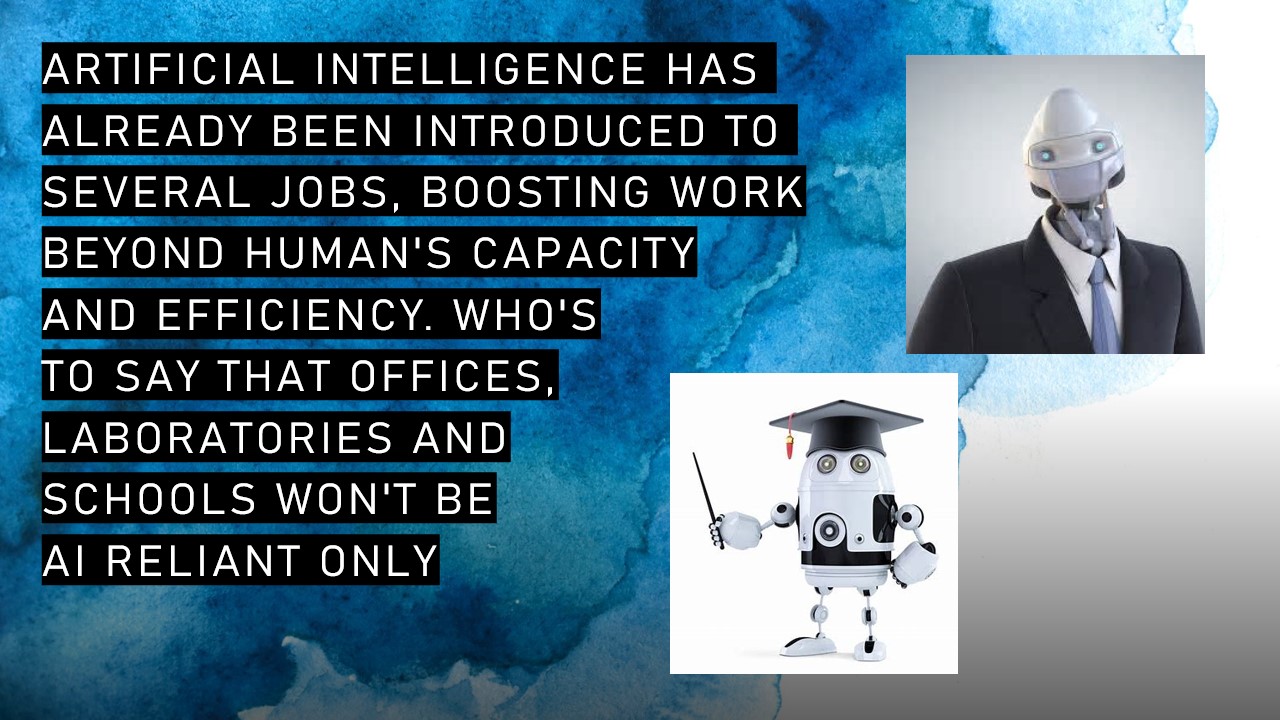 ARTIFICIAL INTELLIGENCE HAS
ALREADY BEEN INTRODUCED TO
SEVERAL JOBS, BOOSTING WORK
BEYOND HUMAN'S CAPACITY
AND EFFICIENCY. WHO'S
TO SAY THAT OFFICES,
LABORATORIES AND
SCHOOLS WON'T BE
AI RELIANT ONLY